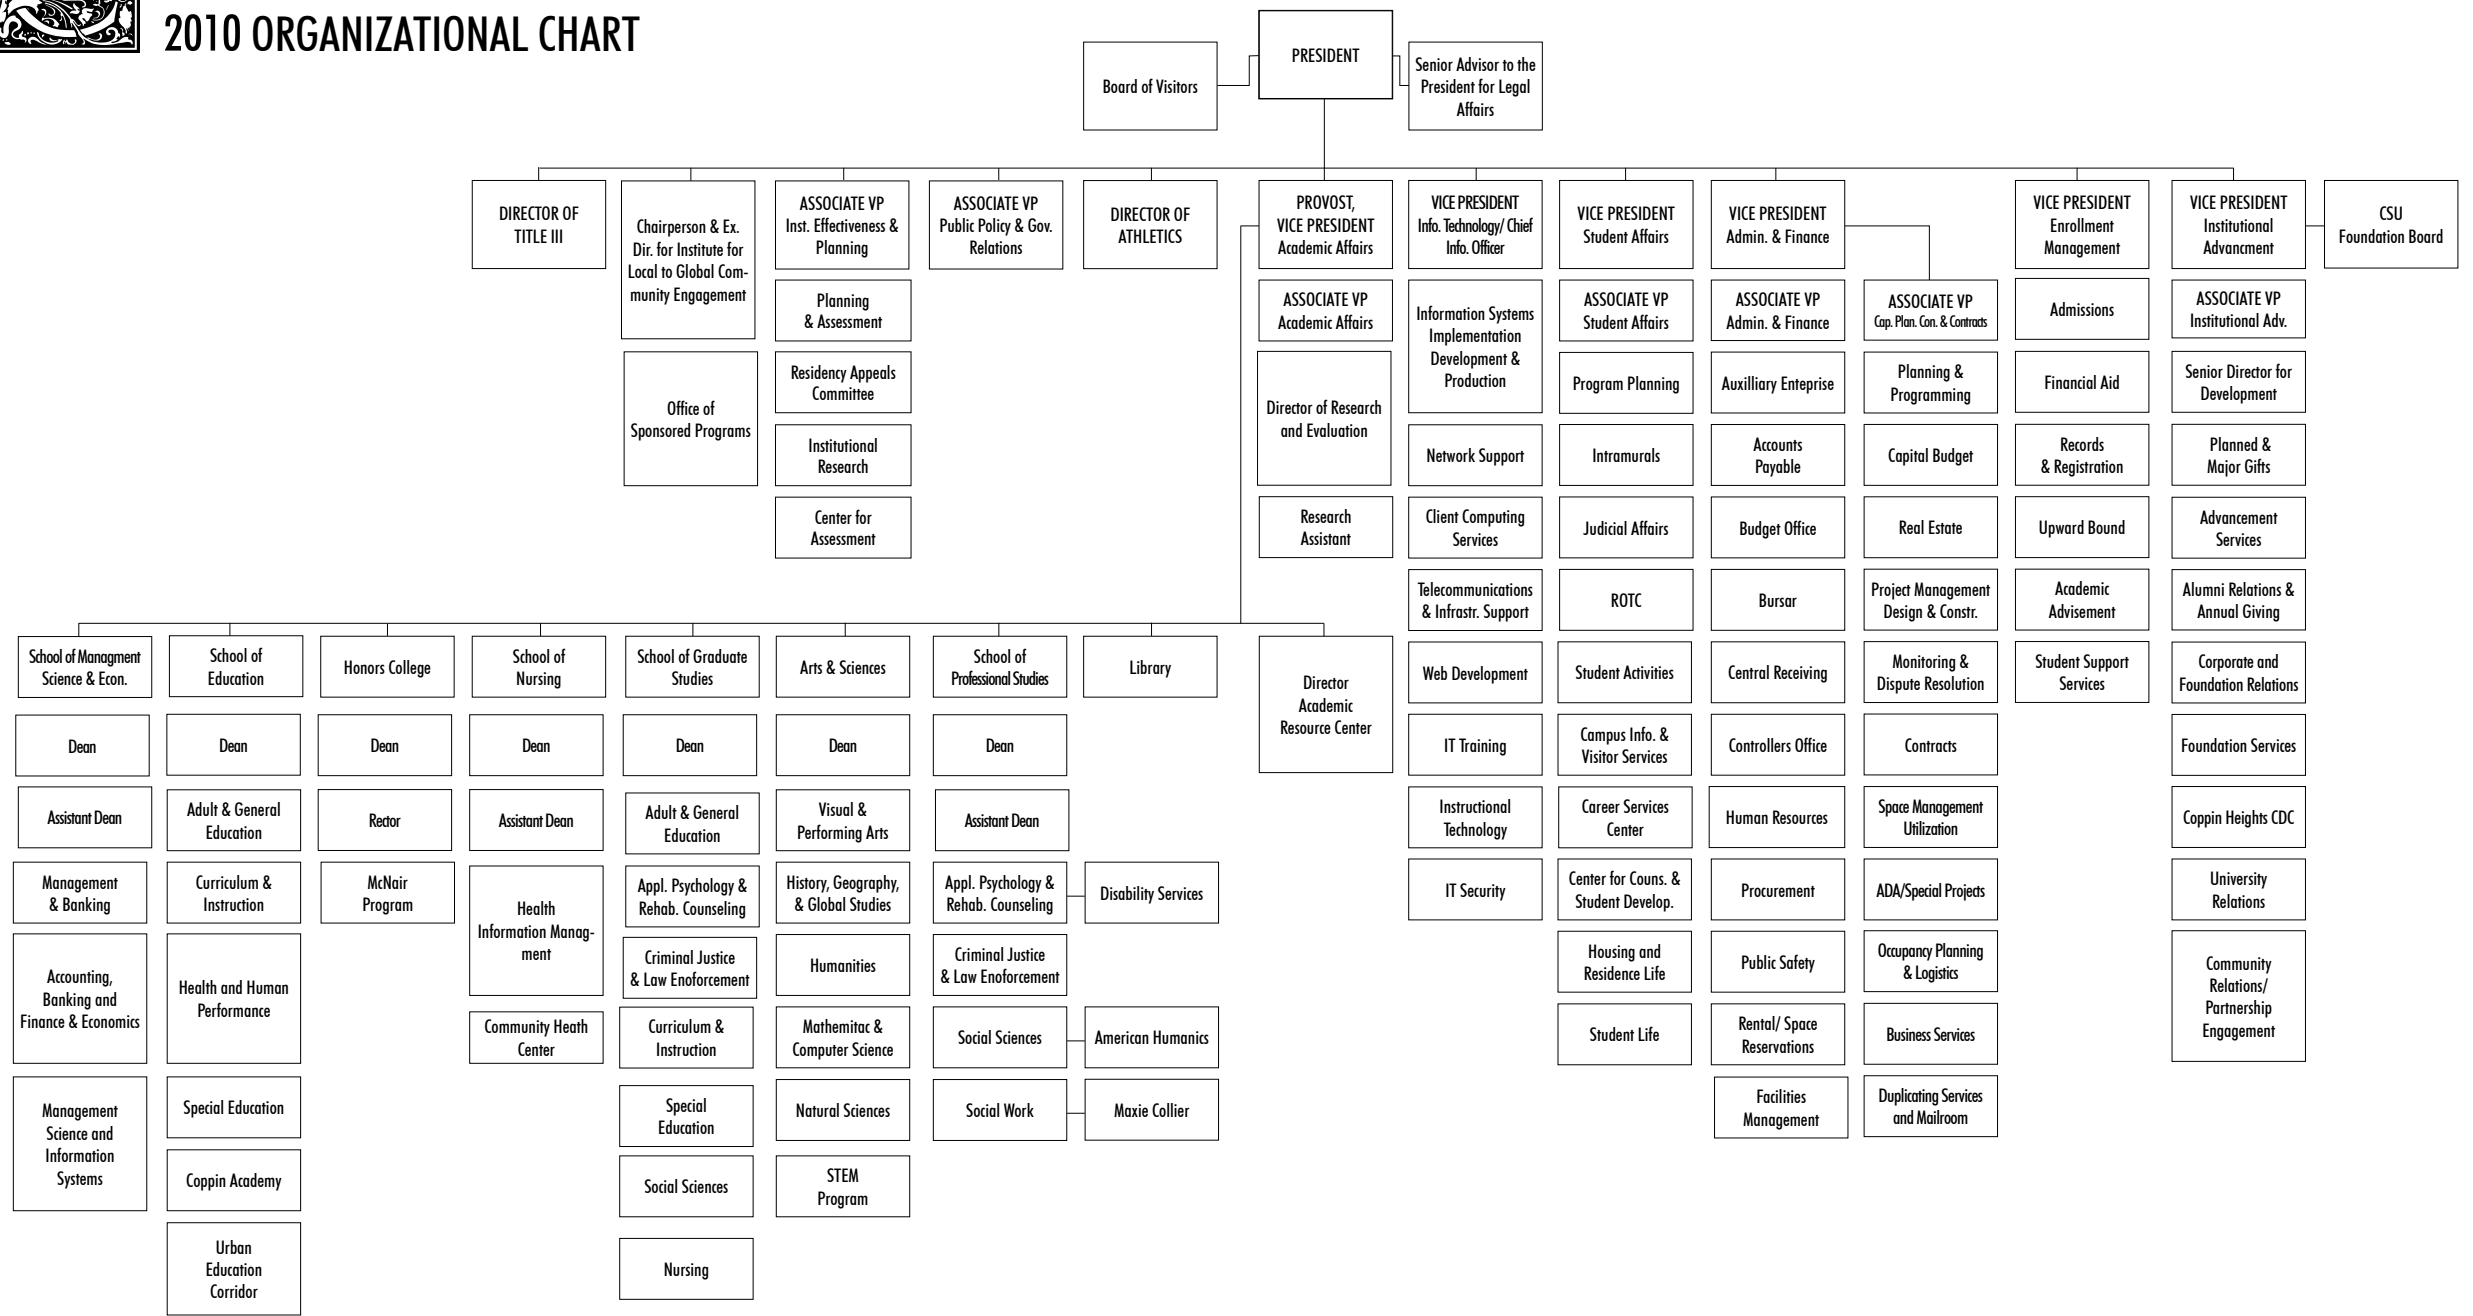 2010 ORGANIZATIONAL CHART
PRESIDENT
Board of Visitors
Senior Advisor to the
President for Legal
Affairs
DIRECTOR OF
TITLE III
Chairperson & Ex.
Dir. for Institute for
Local to Global Com-
munity Engagement
Office of
Sponsored Programs
ASSOCIATE VP
Inst. Effectiveness &
Planning
Planning
& Assessment
Residency Appeals
Committee
Institutional
Research
Center for
Assessment
ASSOCIATE VP
Public Policy & Gov.
Relations
DIRECTOR OF
ATHLETICS
PROVOST,
VICE PRESIDENT
Academic Affairs
ASSOCIATE VP
Academic Affairs
Director of Research
and Evaluation
Research
Assistant
VICE PRESIDENT
Info. Technology/ Chief
Info. Officer
Information Systems
Implementation
Development &
Production
Network Support
Client Computing
Services
Telecommunications
& Infrastr. Support
Web Development
IT Training
Instructional
Technology
IT Security
VICE PRESIDENT
Student Affairs
ASSOCIATE VP
Student Affairs
Program Planning
Intramurals
Judicial Affairs
ROTC
Student Activities
Campus Info. &
Visitor Services
Career Services
Center
Center for Couns. &
Student Develop.
Housing and
Residence Life
Student Life
VICE PRESIDENT
Admin. & Finance
ASSOCIATE VP
Admin. & Finance
Auxilliary Enteprise
Accounts
Payable
Budget Office
Bursar
Central Receiving
Controllers Office
Human Resources
Procurement
Public Safety
Rental/ Space
Reservations
Facilities
Management
ASSOCIATE VP
Cap. Plan. Con. & Contracts
Planning &
Programming
Capital Budget
Real Estate
Project Management
Design & Constr.
Monitoring &
Dispute Resolution
Contracts
Space Management
Utilization
ADA/Special Projects
Occupancy Planning
& Logistics
Business Services
Duplicating Services
and Mailroom
VICE PRESIDENT
Enrollment
Management
Admissions
Financial Aid
Records
& Registration
Upward Bound
Academic
Advisement
Student Support
Services
VICE PRESIDENT
Institutional
Advancment
ASSOCIATE VP
Institutional Adv.
Senior Director for
Development
Planned &
Major Gifts
Advancement
Services
Alumni Relations &
Annual Giving
Corporate and
Foundation Relations
Foundation Services
Coppin Heights CDC
University
Relations
Community
Relations/
Partnership
Engagement
CSU
Foundation Board
School of Managment
Science & Econ.
Dean
Assistant Dean
Management
& Banking
Accounting,
Banking and
Finance & Economics
Management
Science and
Information
Systems
School of
Education
Dean
Adult & General
Education
Curriculum &
Instruction
Health and Human
Performance
Special Education
Coppin Academy
Urban
Education
Corridor
Honors College
Dean
Rector
McNair
Program
School of
Nursing
Dean
Assistant Dean
Health
Information Manag-
ment
Community Heath
Center
School of Graduate
Studies
Dean
Adult & General
Education
Appl. Psychology &
Rehab. Counseling
Criminal Justice
& Law Enoforcement
Curriculum &
Instruction
Special
Education
Social Sciences
Nursing
Arts & Sciences
Dean
Visual &
Performing Arts
History, Geography,
& Global Studies
Humanities
Mathemitac &
Computer Science
Natural Sciences
STEM
Program
School of
Professional Studies
Dean
Assistant Dean
Appl. Psychology &
Rehab. Counseling
Criminal Justice
& Law Enoforcement
Social Sciences
Social Work
Library
Disability Services
American Humanics
Maxie Collier
Director
Academic
Resource Center